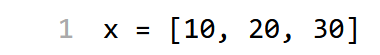 1 x = [10, 20, 30]